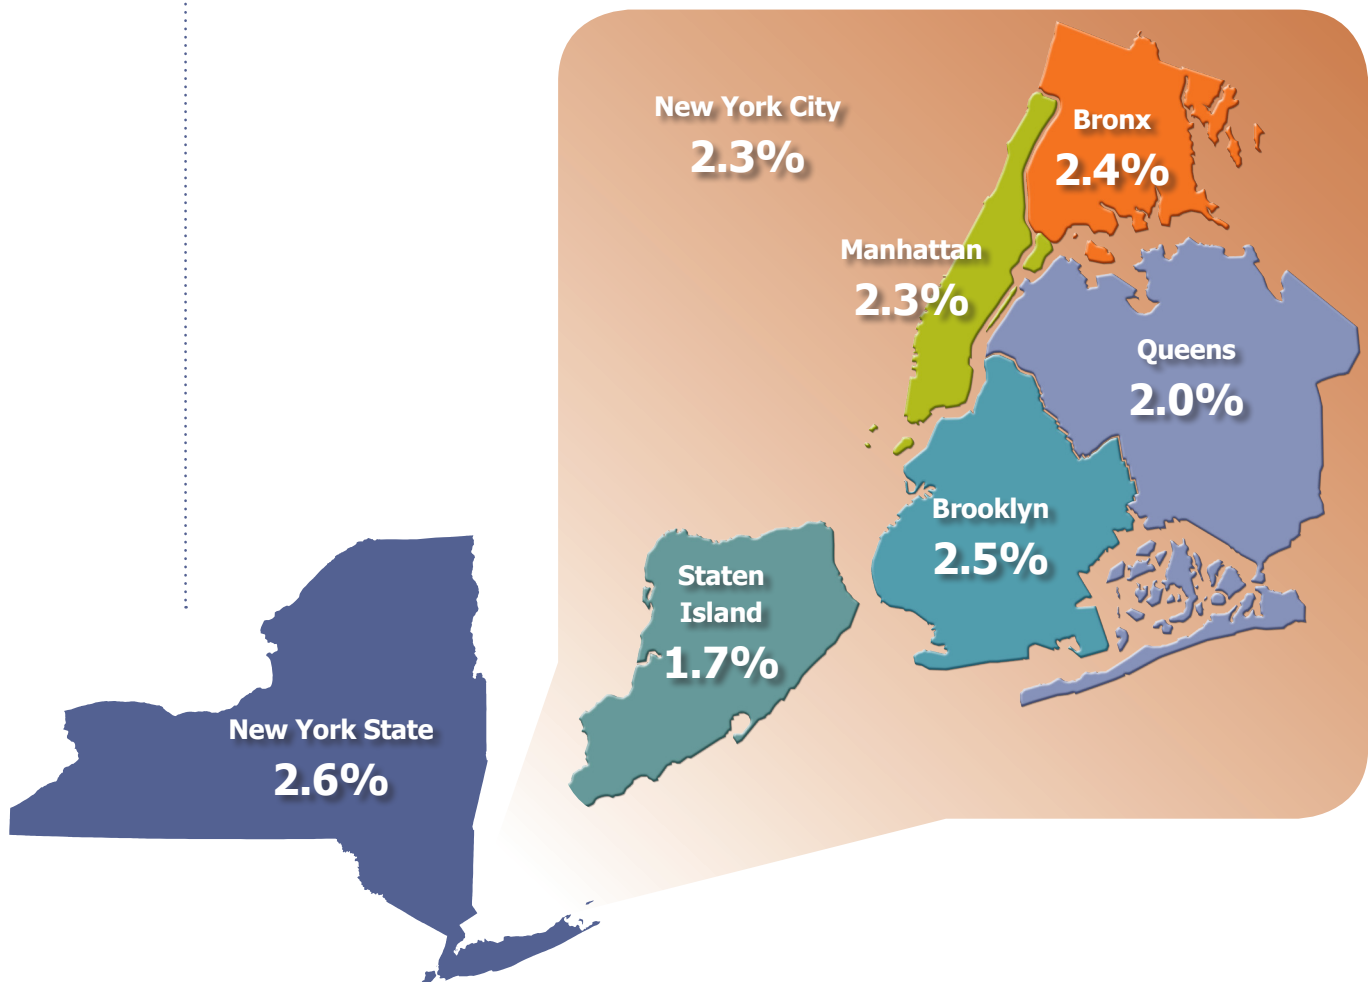 New York City
2.3%
Bronx
2.4%
Manhattan
2.3%
Queens
2.0%
Brooklyn
2.5%
Staten
Island
1.7%
New York State
2.6%